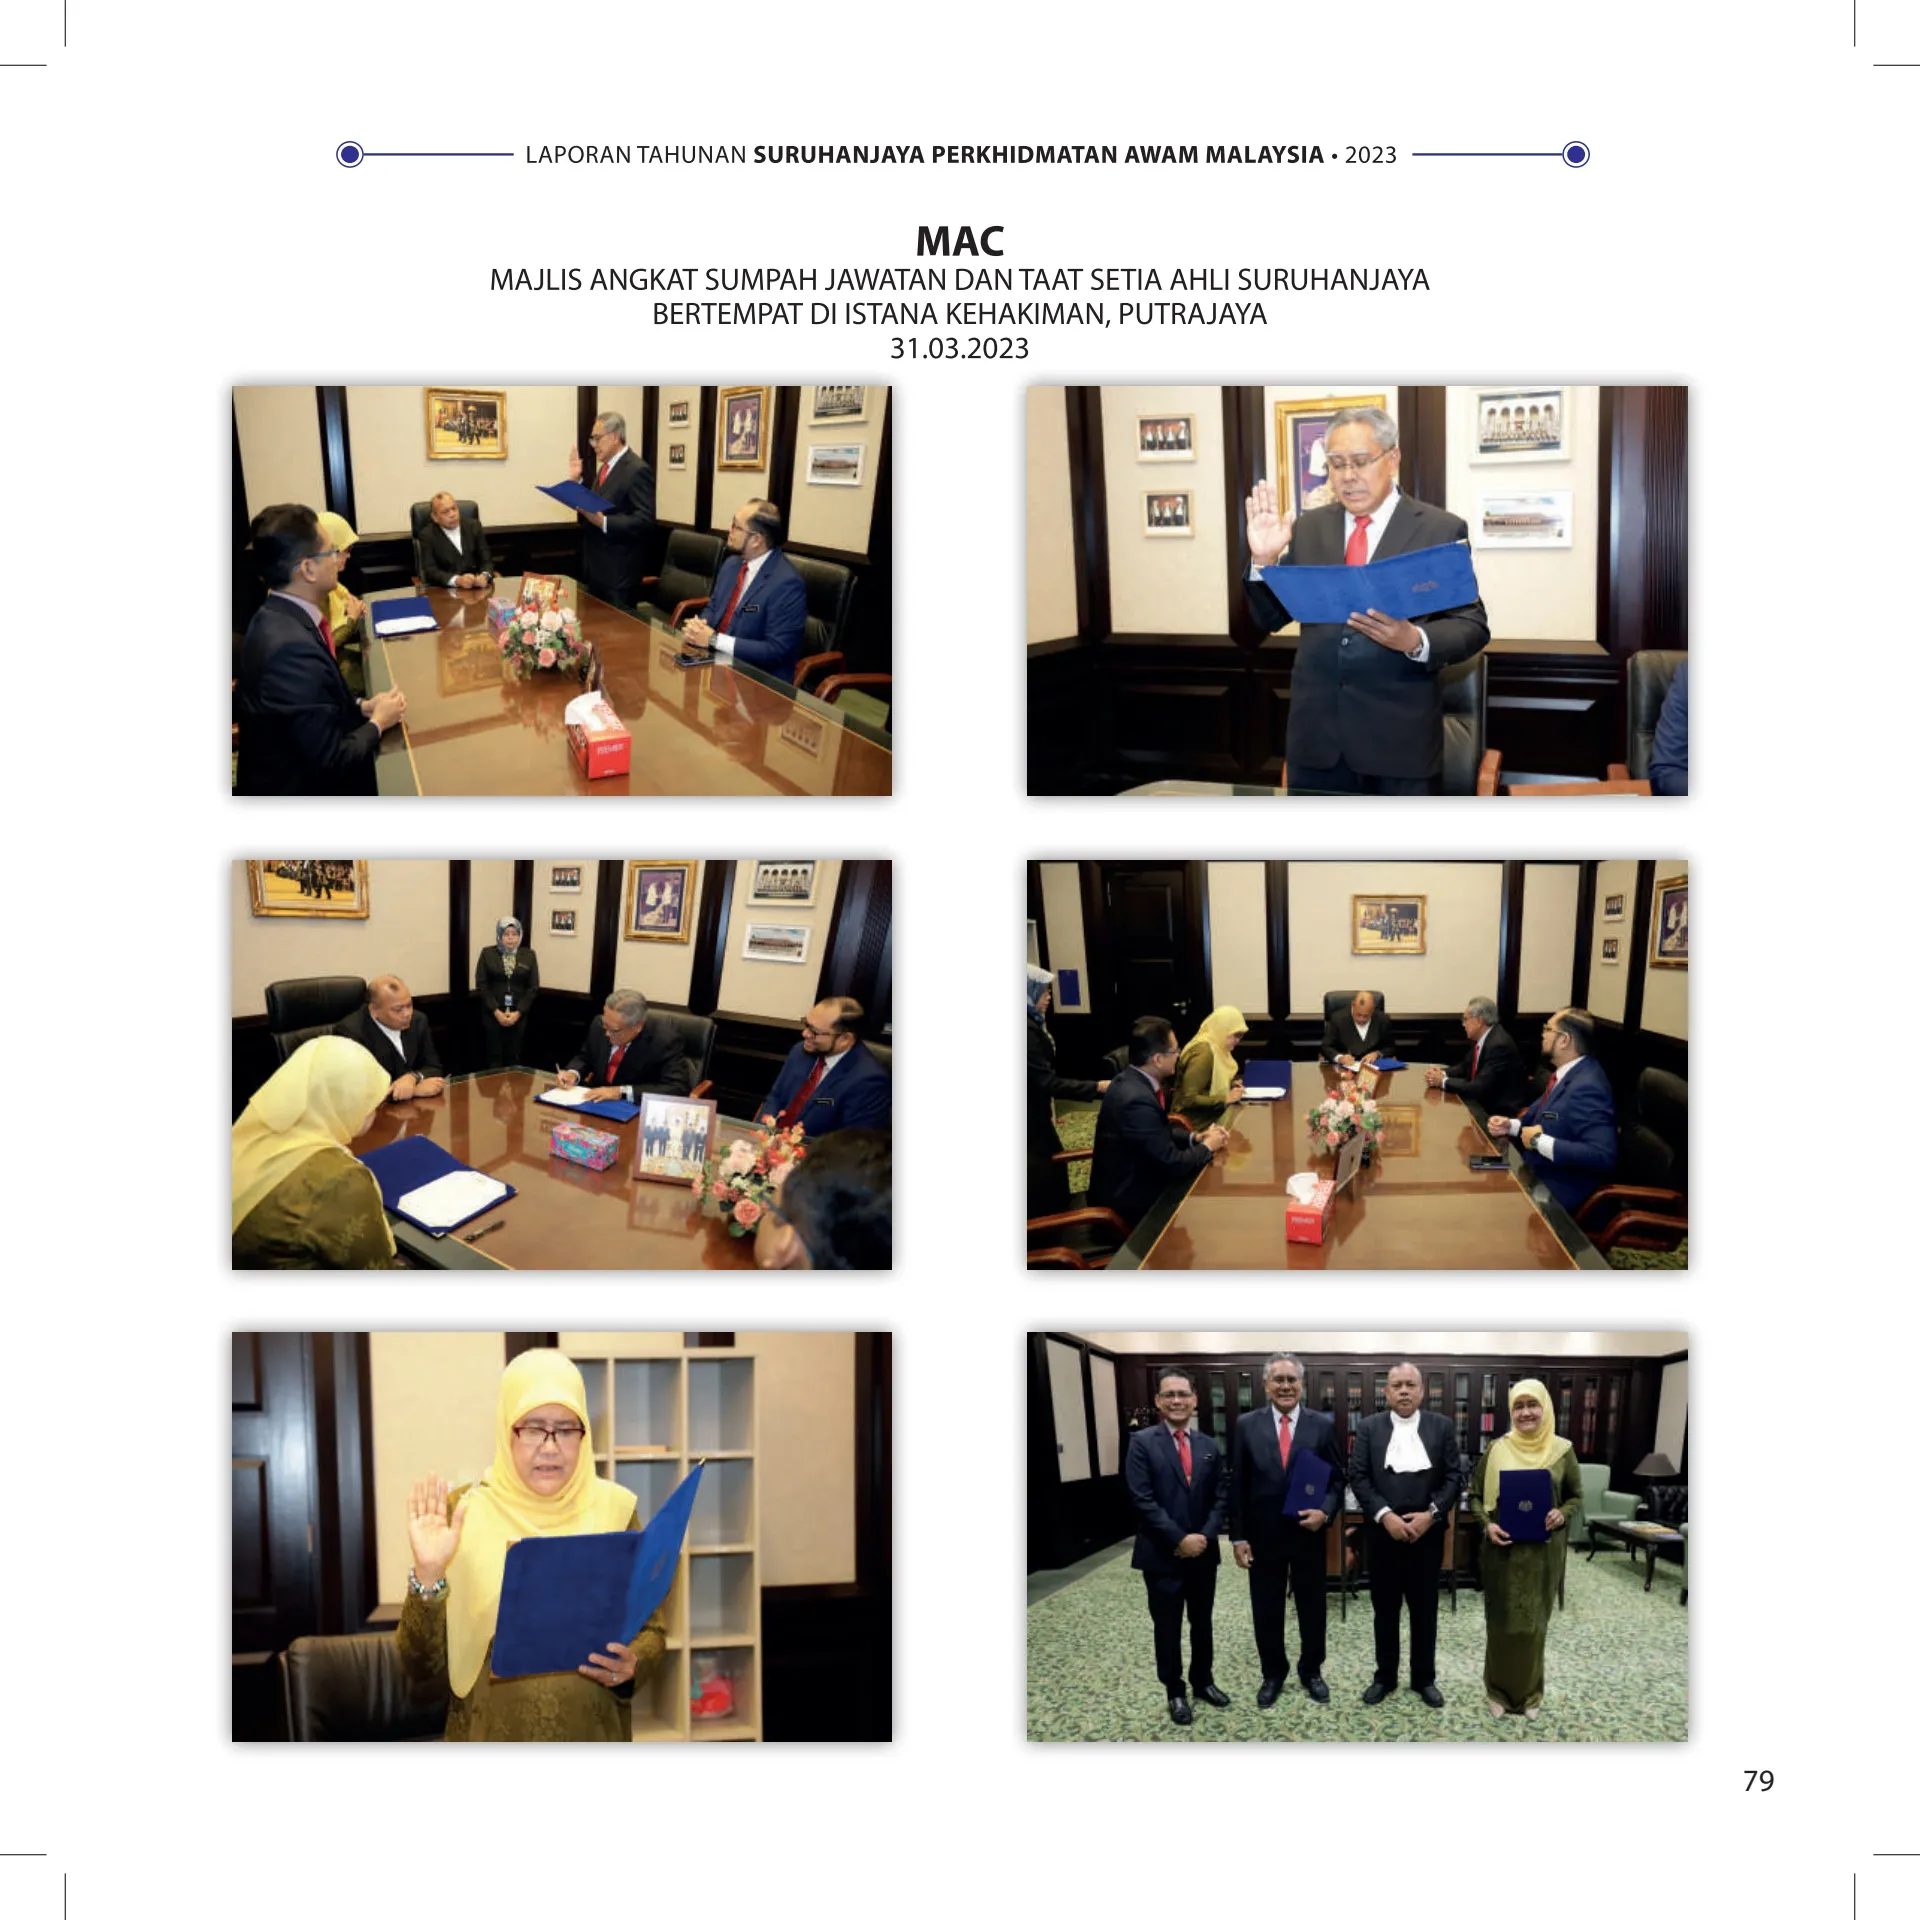 LAPORAN TAHUNAN SURUHANJAYA PERKHIDMATAN AWAM MALAYSIA • 2023
MAC
MAJLIS ANGKAT SUMPAH JAWATAN DAN TAAT SETIA AHLI SURUHANJAYA
BERTEMPAT DI ISTANA KEHAKIMAN, PUTRAJAYA
31.03.2023
79